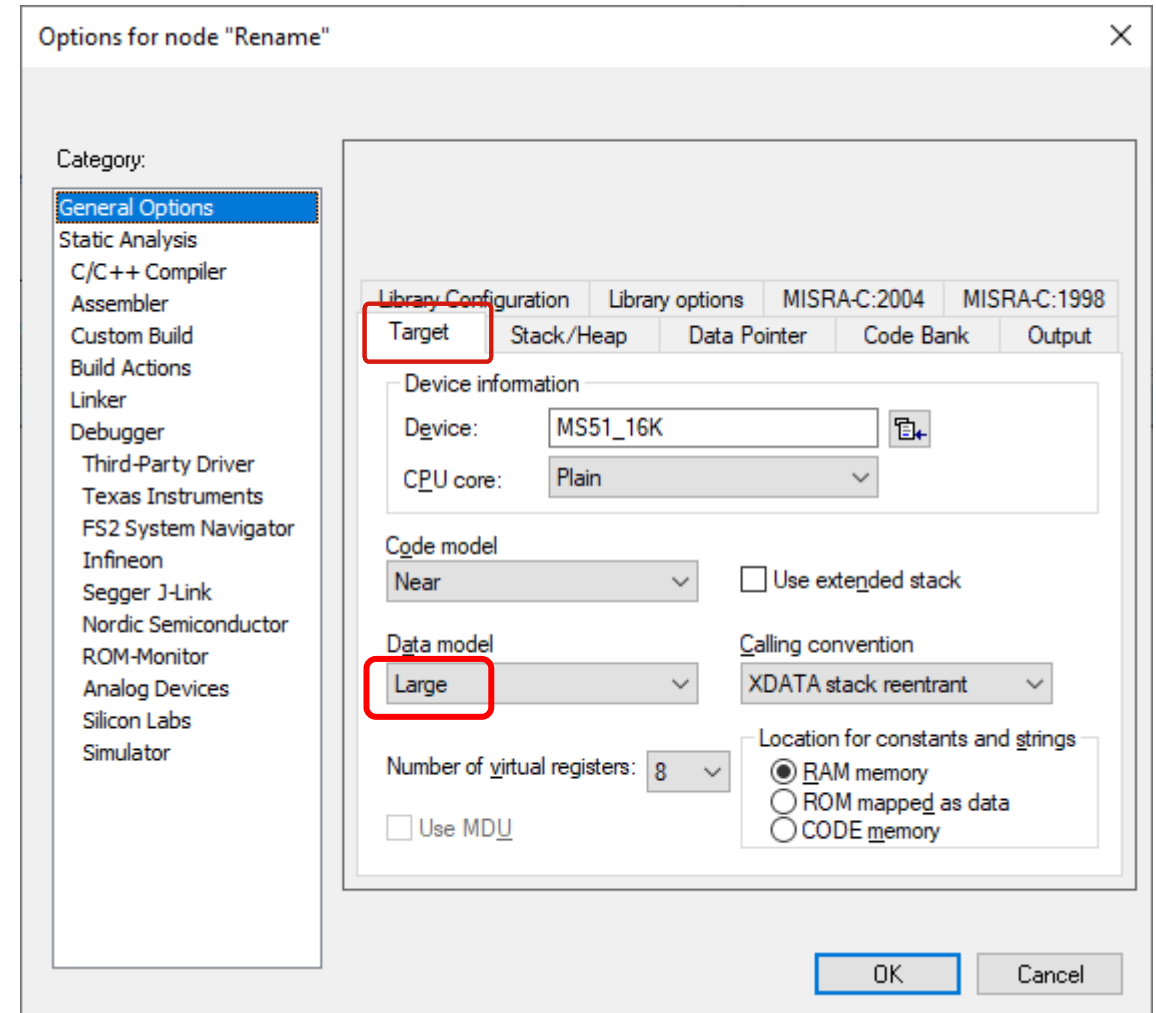 Options for node "Rename"
Category:
General Options
Static Analysis
C/C++ Compiler
Assembler
Custom Build
Build Actions
Linker
Debugger
Third-Party Driver
Texas Instruments
FS2 System Navigator
Infineon
Segger J-Link
Nordic Semiconductor
ROM-Monitor
Analog Devices
Silicon Labs
Simulator
Library Configuration Library options MISRA-C:2004 MISRA-C:1998
Target Stack/Heap Data Pointer Code Bank Output
Device information
Device: MS51_16K
CPU core: Plain
Code model
Near Use extended stack
Data model Calling convention
Large XDATA stack reentrant
Number of virtual registers: 8
Location for constants and strings
RAM memory
ROM mapped as data
CODE memory
Use MDU
OK Cancel